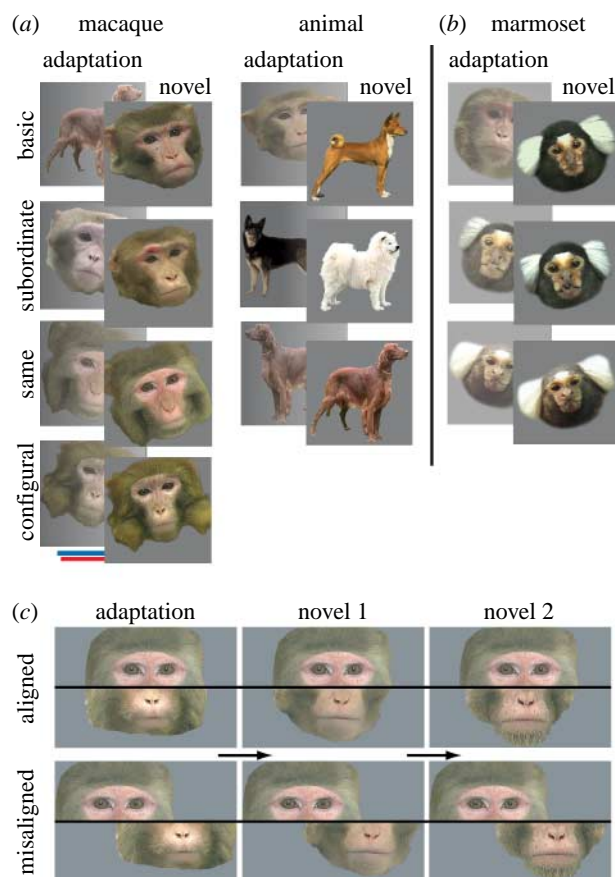 (a) macaque animal (b) marmoset
adaptation adaptation adaptation
novel novel novel
basic
subordinate
same
configural
(c) adaptation novel 1 novel 2
aligned
misaligned